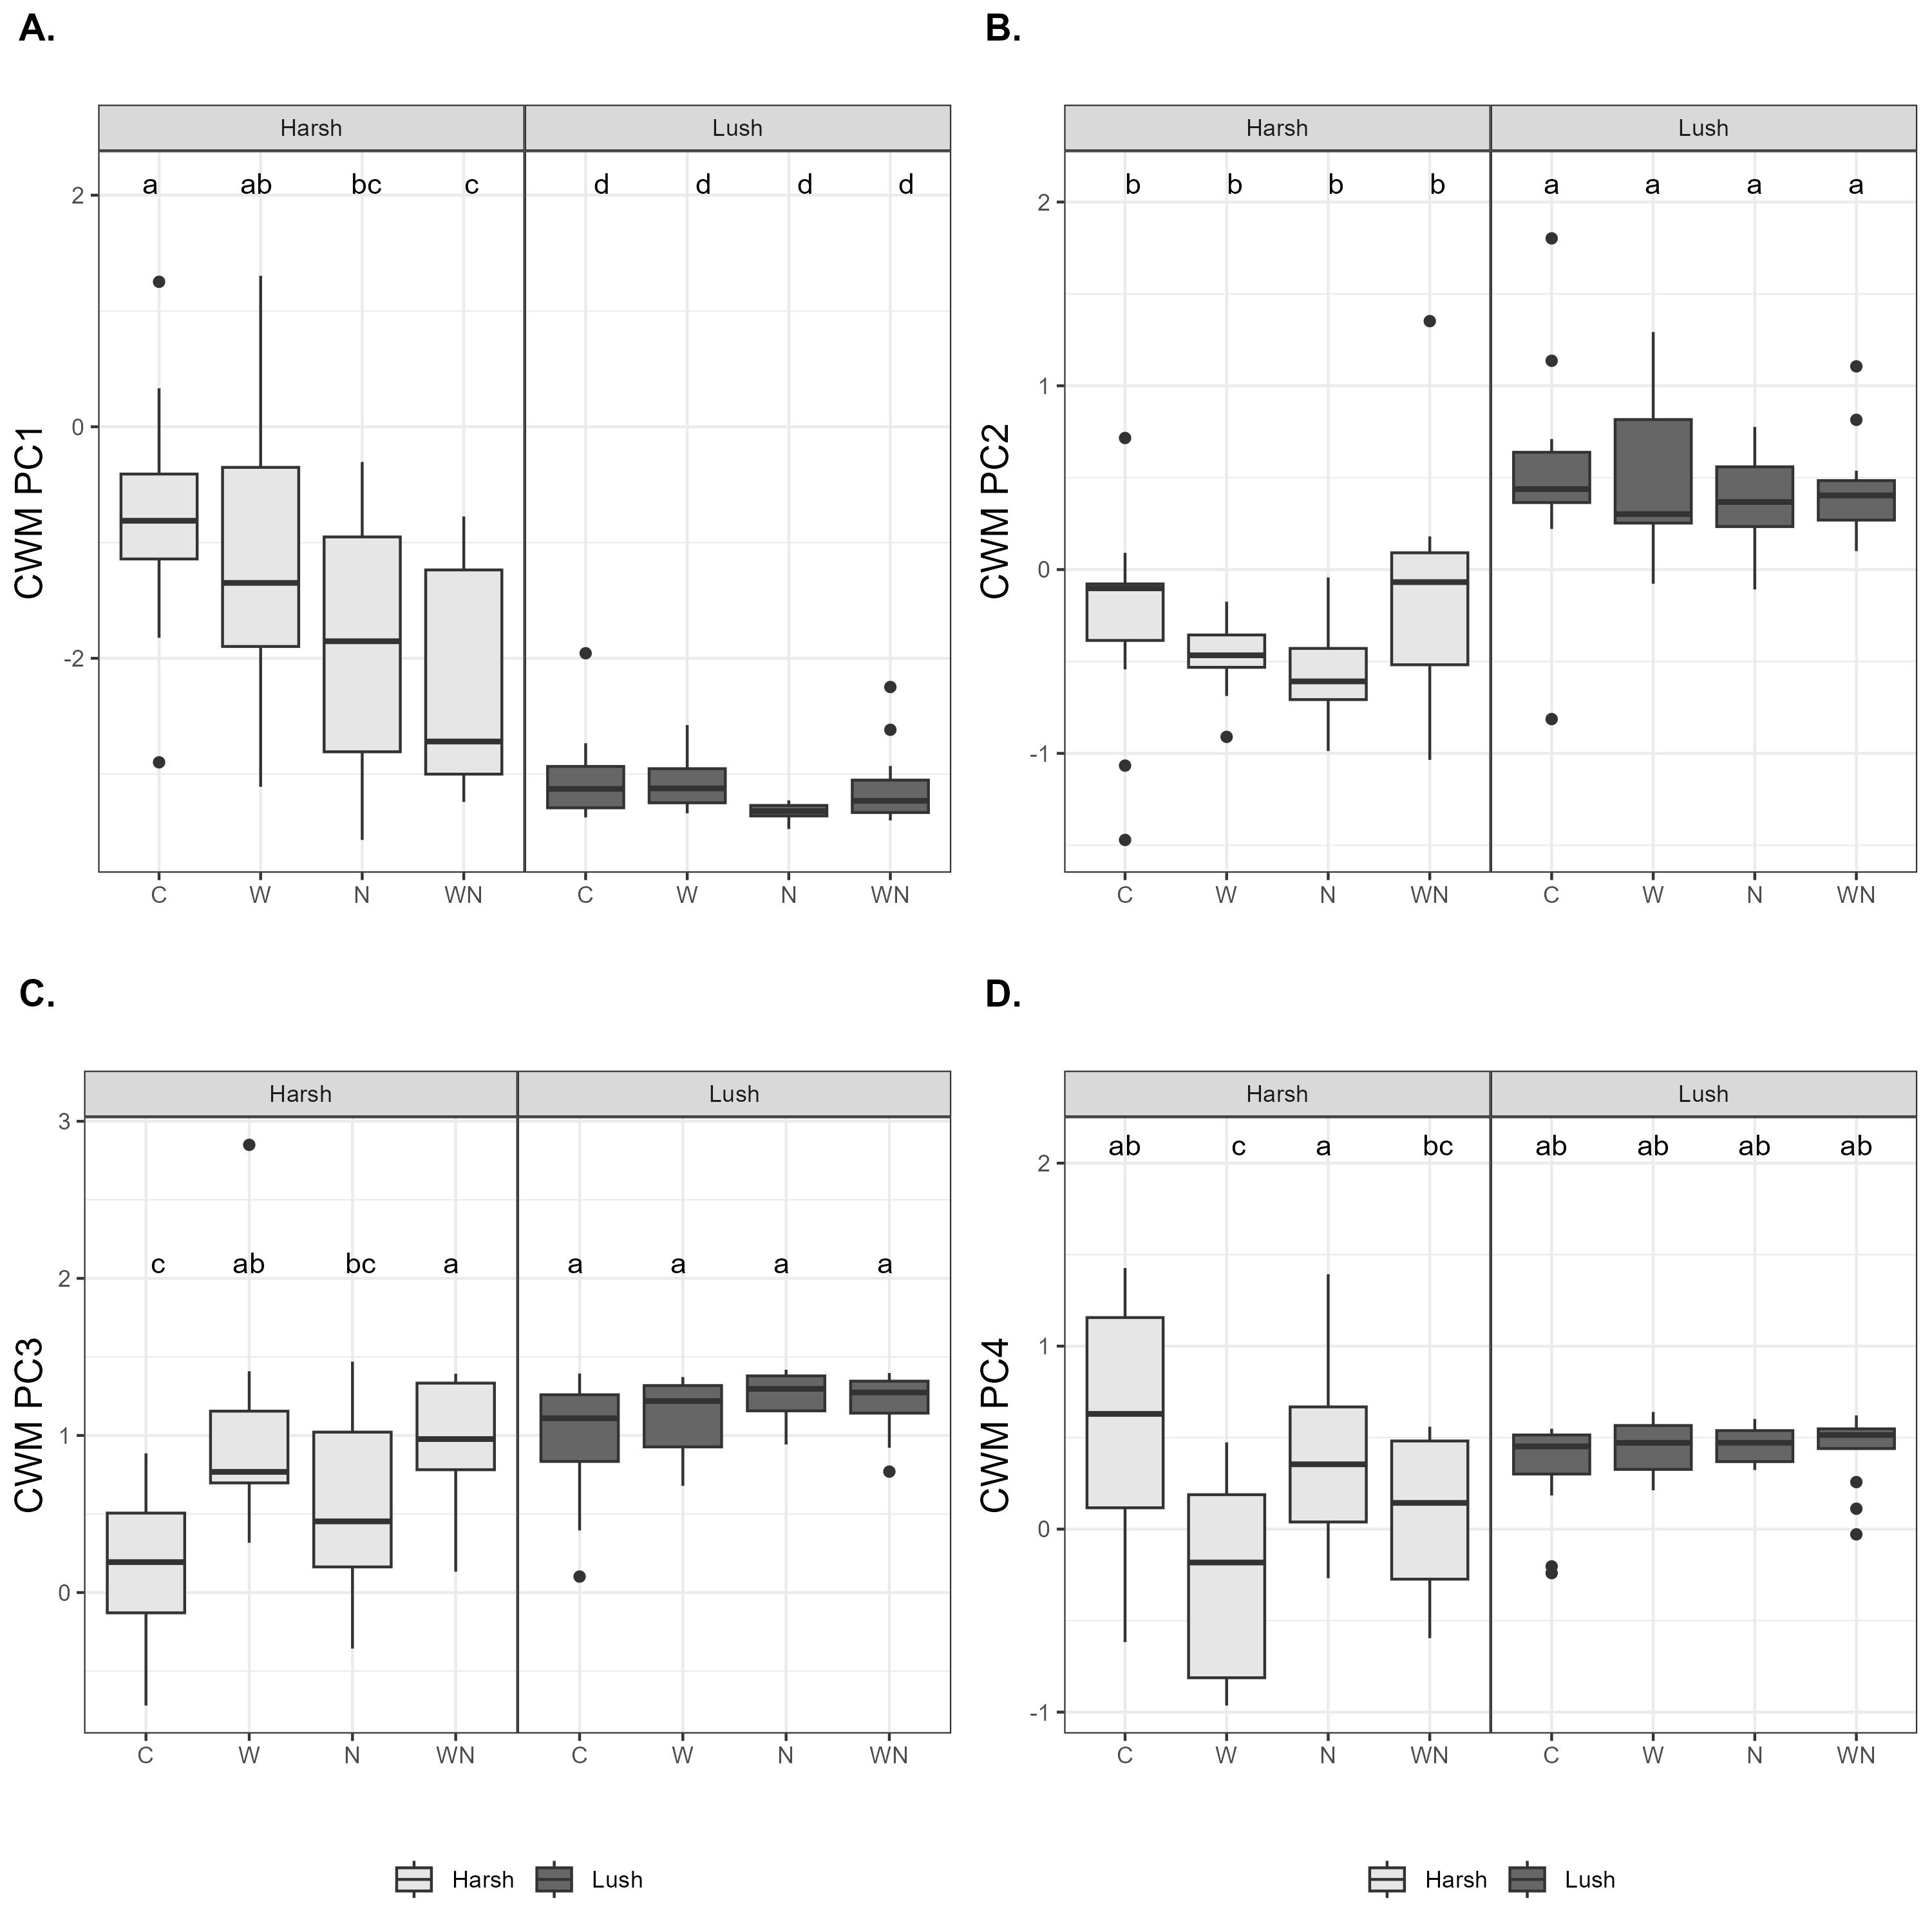 A.
Harsh Lush
a ab bc c d d d d
2
0
-2
CWM PC1
C W N WN C W N WN
B.
Harsh Lush
b b b b a a a a
2
1
0
-1
CWM PC2
C W N WN C W N WN
C.
Harsh Lush
3
c ab bc a a a a a
2
1
0
CWM PC3
C W N WN C W N WN
Harsh Lush
D.
Harsh Lush
ab c a bc ab ab ab ab
2
1
0
-1
CWM PC4
C W N WN C W N WN
Harsh Lush